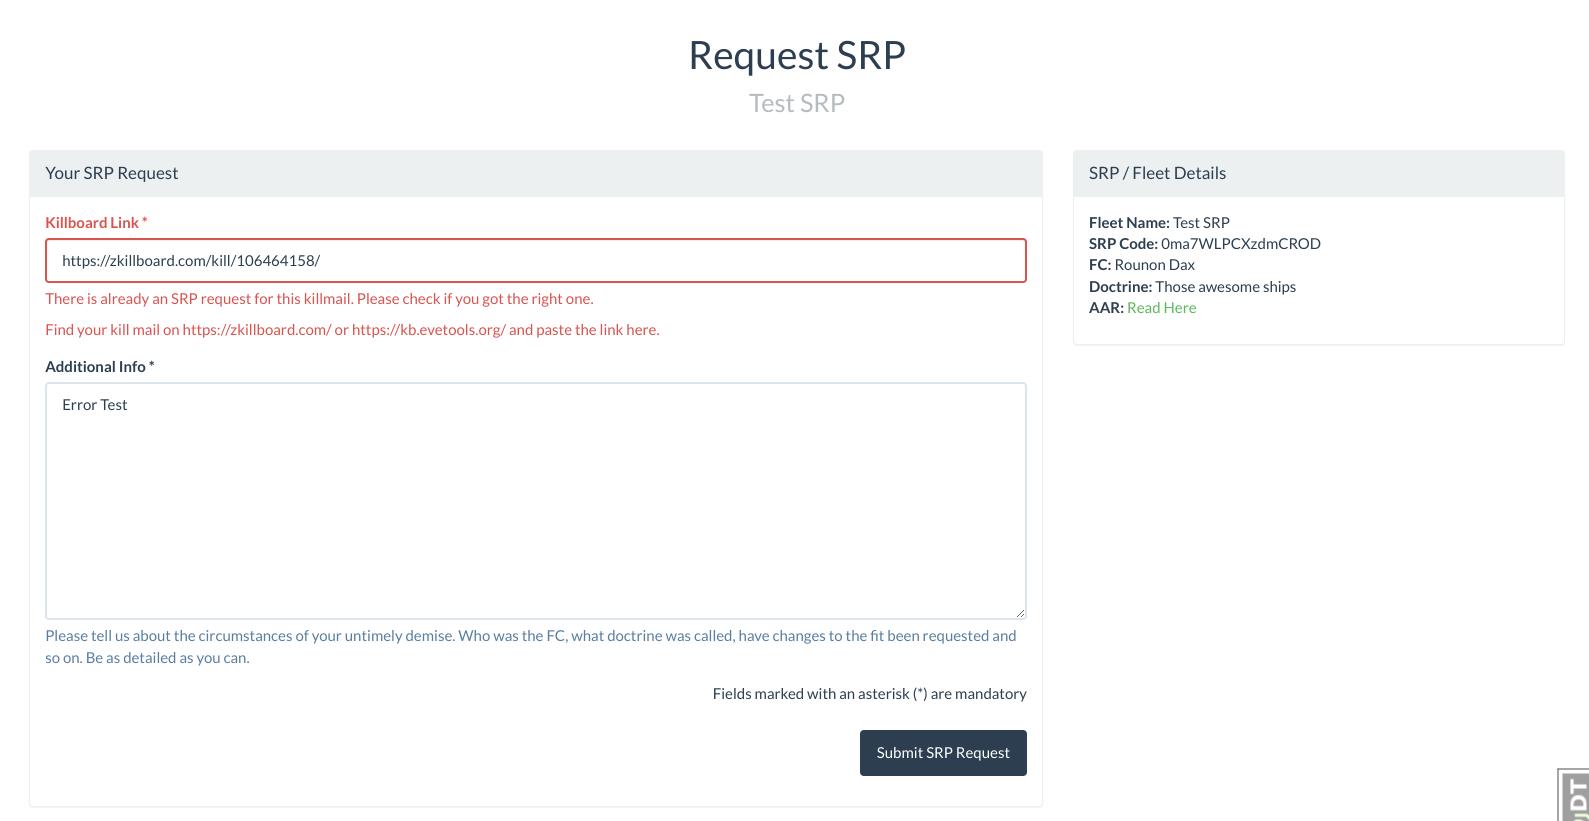 Request SRP
Test SRP
Your SRP Request
Killboard Link *
https://zkillboard.com/kill/106464158/
There is already an SRP request for this killmail. Please check if you got the right one.
Find your kill mail on https://zkillboard.com/ or https://kb.evetools.org/ and paste the link here.
Additional Info *
Error Test
Please tell us about the circumstances of your untimely demise. Who was the FC, what doctrine was called, have changes to the fit been requested and
so on. Be as detailed as you can.
Fields marked with an asterisk (*) are mandatory
Submit SRP Request
SRP / Fleet Details
Fleet Name: Test SRP
SRP Code: 0ma7WLPCXzdmCROD
FC: Rounon Dax
Doctrine: Those awesome ships
AAR: Read Here
DT